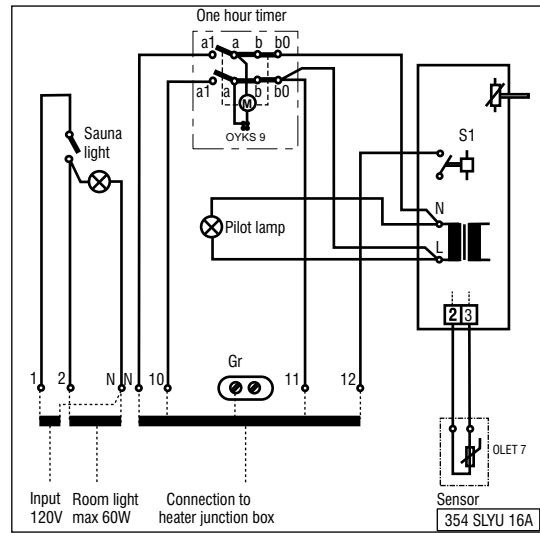 One hour timer
a1 a b b0
a1 a b b0
M
OYKS 9
Sauna
light
S1
N
Pilot lamp
L
2 3
Gr
1 2 N N 10 11 12
OLET 7
Input
120V
Room light
max 60W
Connection to
heater junction box
Sensor
354 SLYU 16A